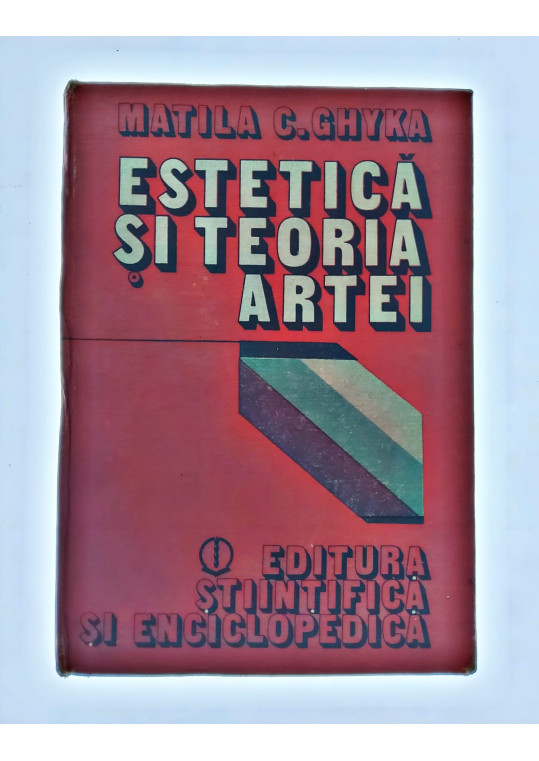 MATILA C. GHYKA
ESTETICĂ
ȘI TEORIA
ARTEI
EDITURA
ȘTIINȚIFICĂ
ȘI ENCICLOPEDICĂ